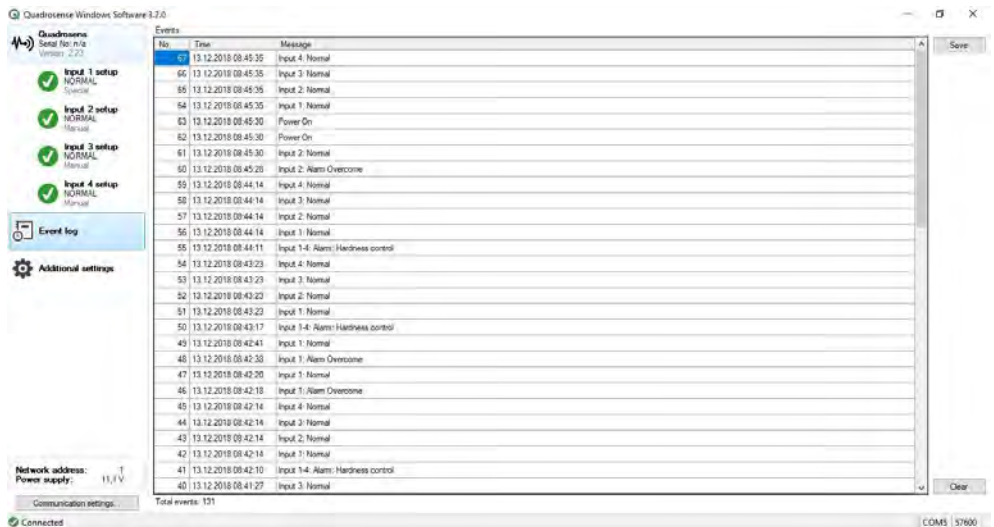 Quadrosense Windows Software 3.7.0
Quadrosens
Serial No: n/a
Version: 2.23
Input 1 setup
NORMAL
Special
Input 2 setup
NORMAL
Manual
Input 3 setup
NORMAL
Manual
Input 4 setup
NORMAL
Manual
Event log
Additional settings
Network address: 1
Power supply: 11,1 V
Communication settings...
Connected
Events
No Time Message
67 13.12.2018 08:45:35 Input 4: Normal
66 13.12.2018 08:45:35 Input 3: Normal
65 13.12.2018 08:45:35 Input 2: Normal
64 13.12.2018 08:45:35 Input 1: Normal
63 13.12.2018 08:45:30 Power On
62 13.12.2018 08:45:30 Power On
61 13.12.2018 08:45:30 Input 2: Normal
60 13.12.2018 08:45:28 Input 2: Alarm Overcome
59 13.12.2018 08:44:14 Input 4: Normal
58 13.12.2018 08:44:14 Input 3: Normal
57 13.12.2018 08:44:14 Input 2: Normal
56 13.12.2018 08:44:14 Input 1: Normal
55 13.12.2018 08:44:11 Input 1-4: Alarm: Hardness control
54 13.12.2018 08:43:23 Input 4: Normal
53 13.12.2018 08:43:23 Input 3: Normal
52 13.12.2018 08:43:23 Input 2: Normal
51 13.12.2018 08:43:23 Input 1: Normal
50 13.12.2018 08:43:17 Input 1-4: Alarm: Hardness control
49 13.12.2018 08:42:41 Input 1: Normal
48 13.12.2018 08:42:38 Input 1: Alarm Overcome
47 13.12.2018 08:42:20 Input 1: Normal
46 13.12.2018 08:42:18 Input 1: Alarm Overcome
45 13.12.2018 08:42:14 Input 4: Normal
44 13.12.2018 08:42:14 Input 3: Normal
43 13.12.2018 08:42:14 Input 2: Normal
42 13.12.2018 08:42:14 Input 1: Normal
41 13.12.2018 08:42:10 Input 1-4: Alarm: Hardness control
40 13.12.2018 08:41:27 Input 3: Normal
Total events: 131
Save
Clear
COM5 57600